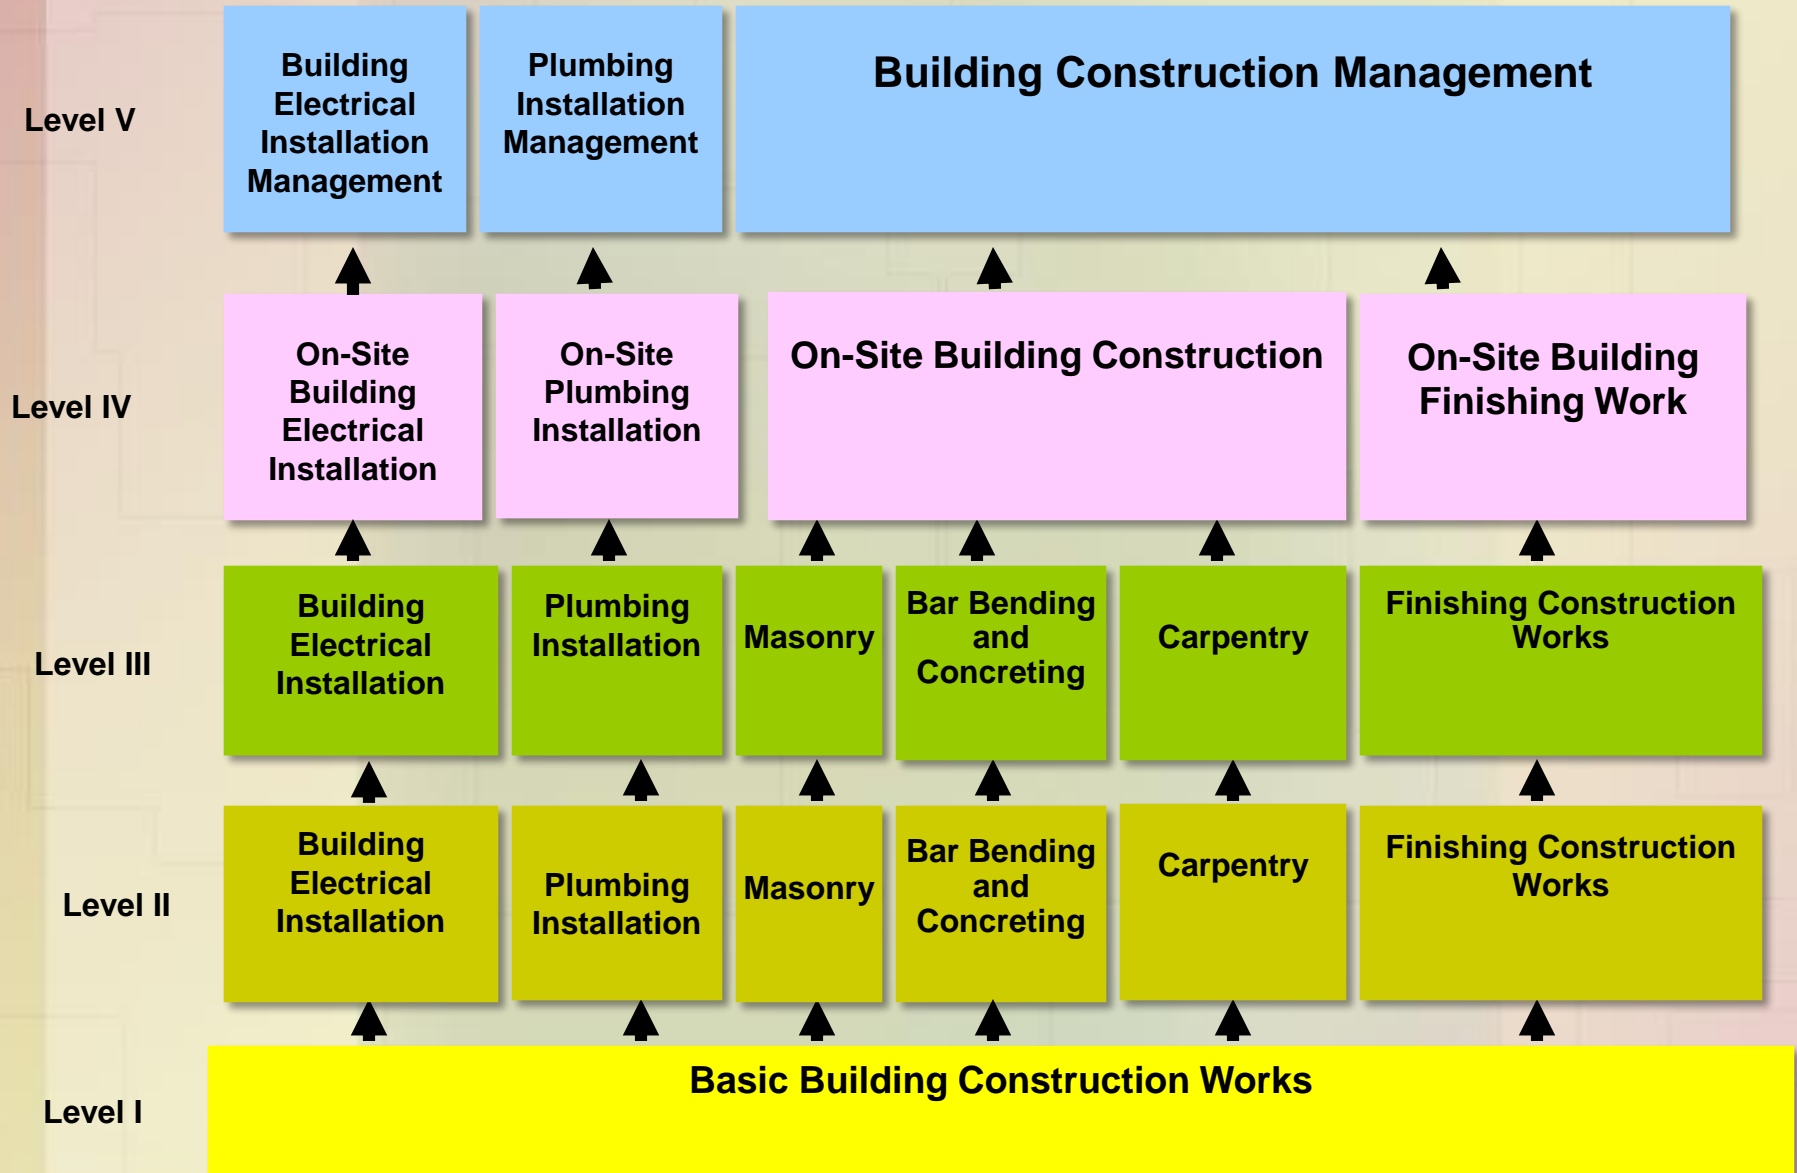 Level V
Building
Electrical
Installation
Management
Plumbing
Installation
Management
Building Construction Management
Level IV
On-Site
Building
Electrical
Installation
On-Site
Plumbing
Installation
On-Site Building Construction
On-Site Building
Finishing Work
Level III
Building
Electrical
Installation
Plumbing
Installation
Masonry
Bar Bending
and
Concreting
Carpentry
Finishing Construction
Works
Level II
Building
Electrical
Installation
Plumbing
Installation
Masonry
Bar Bending
and
Concreting
Carpentry
Finishing Construction
Works
Level I
Basic Building Construction Works